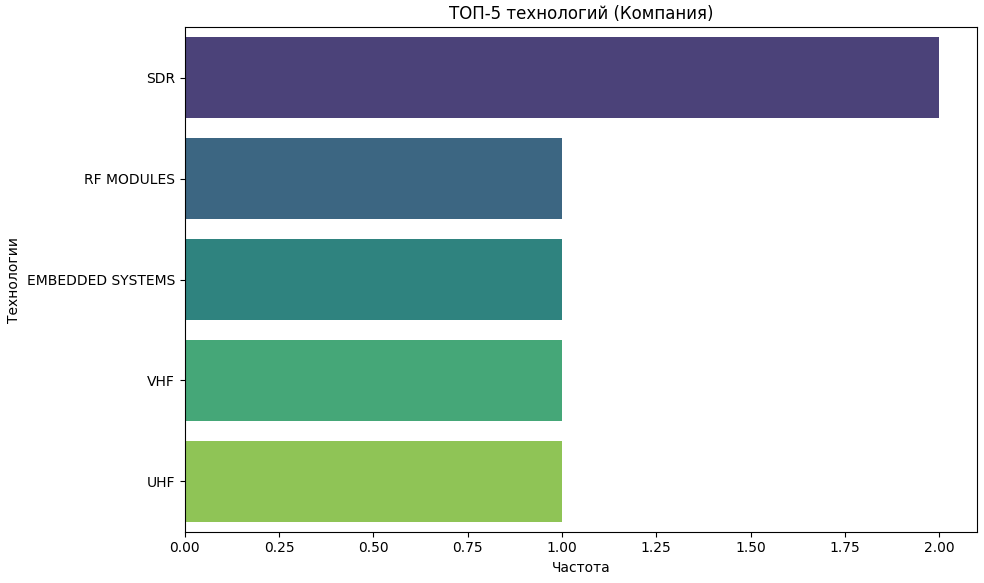 ТОП-5 технологий (Компания)
SDR
RF MODULES
EMBEDDED SYSTEMS
VHF
UHF
Технологии
0.00 0.25 0.50 0.75 1.00 1.25 1.50 1.75 2.00
Частота